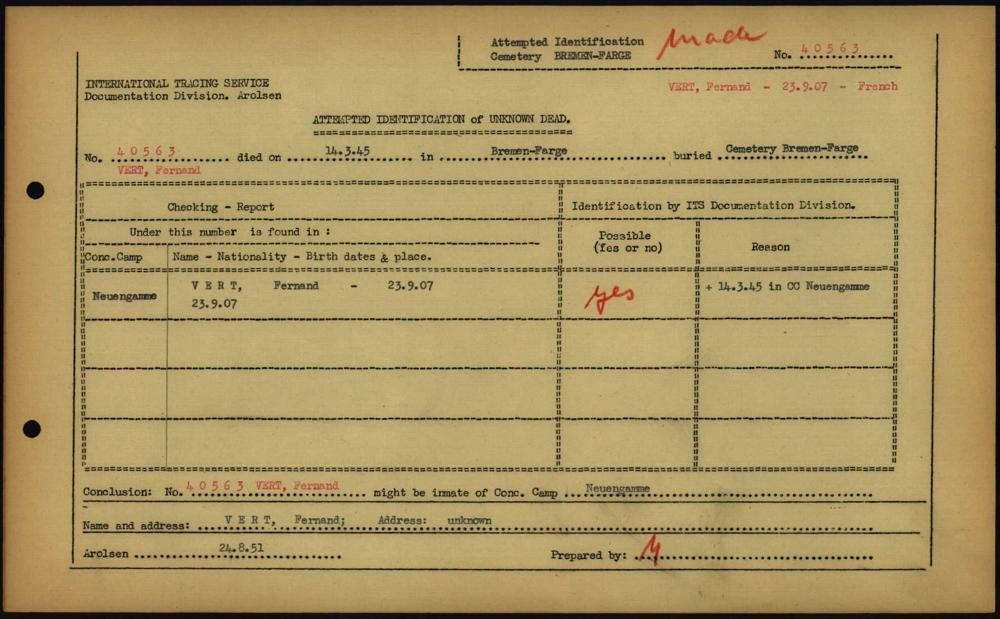 Attempted Identification made
Cemetery BREMEN-FARGE No. 40563
INTERNATIONAL TRACING SERVICE
Documentation Division. Arolsen
VERT, Fernand - 23.9.07 - French
ATTEMPTED IDENTIFICATION of UNKNOWN DEAD.
No. 40563 died on 14.3.45 in Bremen-Farge buried Cemetery Bremen-Farge
VERT, Fernand
Checking - Report
Identification by ITS Documentation Division.
Under this number is found in :
Possible
(Yes or no)
Reason
Conc.Camp
Name - Nationality - Birth dates & place.
Neuengamme
VERT, Fernand - 23.9.07
23.9.07
yes
+ 14.3.45 in CC Neuengamme
Conclusion: No. 40563 VERT, Fernand might be inmate of Conc. Camp Neuengamme
Name and address: VERT, Fernand; Address: unknown
Arolsen 24.8.51 Prepared by: